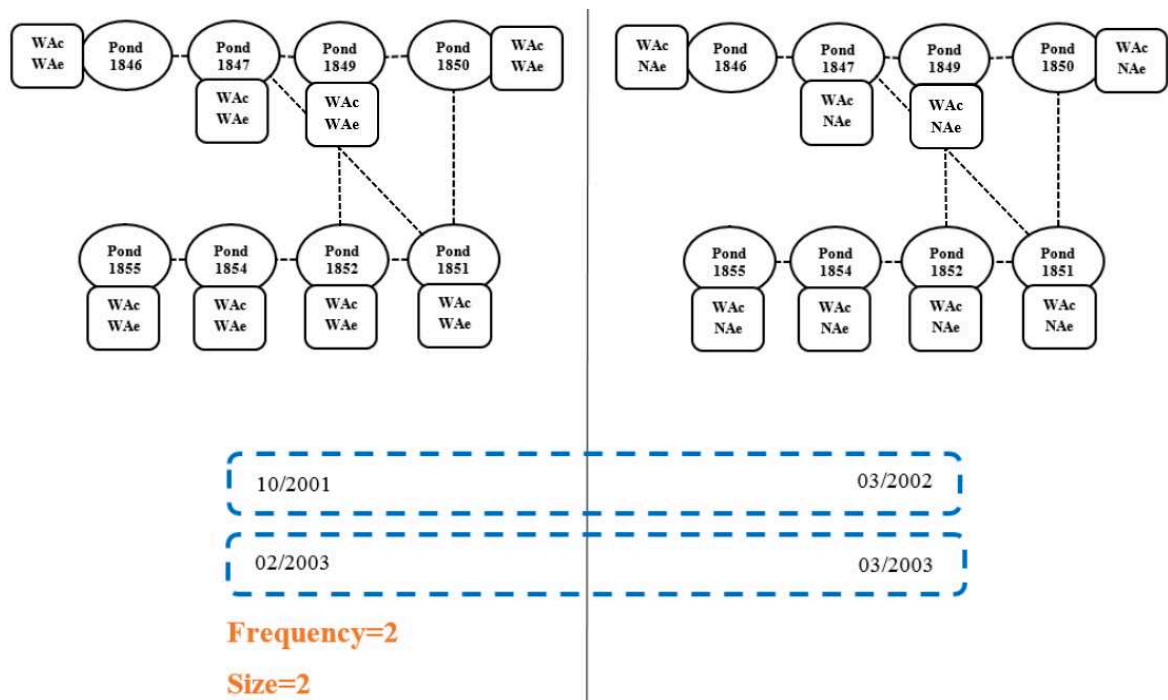 WAc
WAe
Pond
1846
Pond
1847
WAc
WAe
Pond
1849
WAc
WAe
Pond
1850
WAc
WAe
Pond
1855
WAc
WAe
Pond
1854
WAc
WAe
Pond
1852
WAc
WAe
Pond
1851
WAc
WAe
WAc
NAe
Pond
1846
Pond
1847
WAc
NAe
Pond
1849
WAc
NAe
Pond
1850
WAc
NAe
Pond
1855
WAc
NAe
Pond
1854
WAc
NAe
Pond
1852
WAc
NAe
Pond
1851
WAc
NAe
10/2001
03/2002
02/2003
03/2003
Frequency=2
Size=2